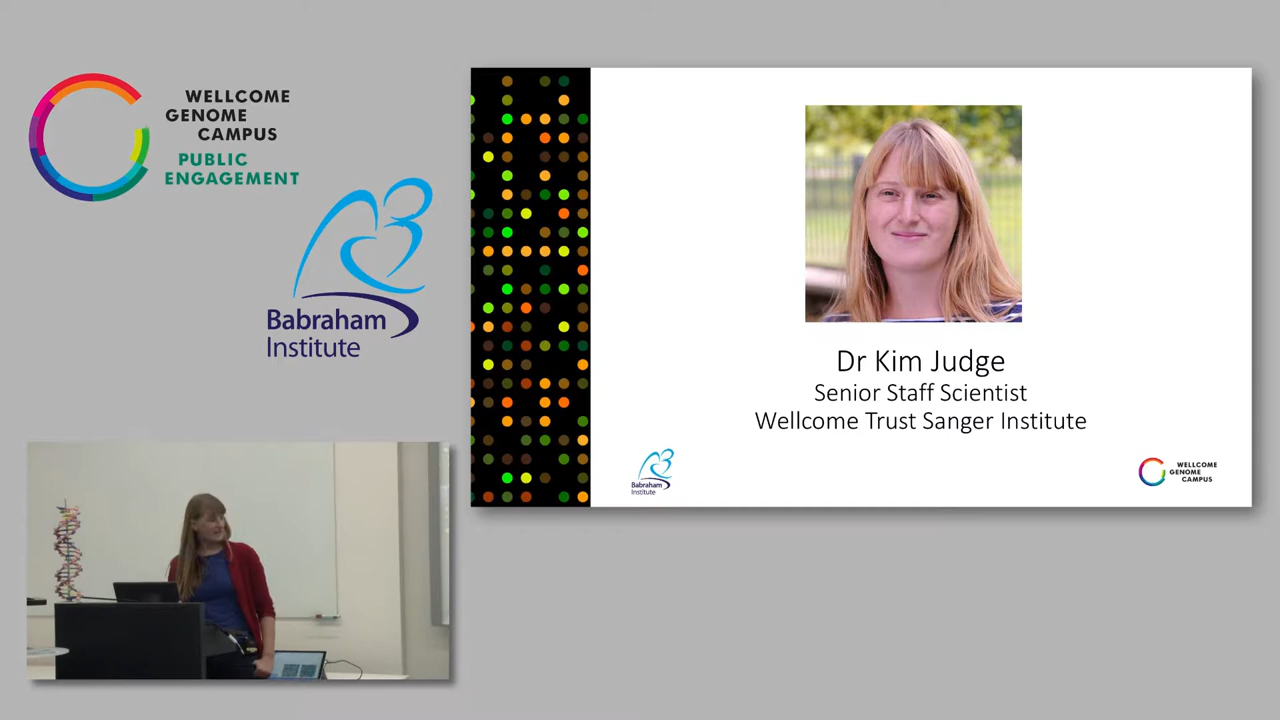 WELLCOME
GENOME
CAMPUS
PUBLIC
ENGAGEMENT
Babraham
Institute
Dr Kim Judge
Senior Staff Scientist
Wellcome Trust Sanger Institute
Babraham
Institute
WELLCOME
GENOME
CAMPUS